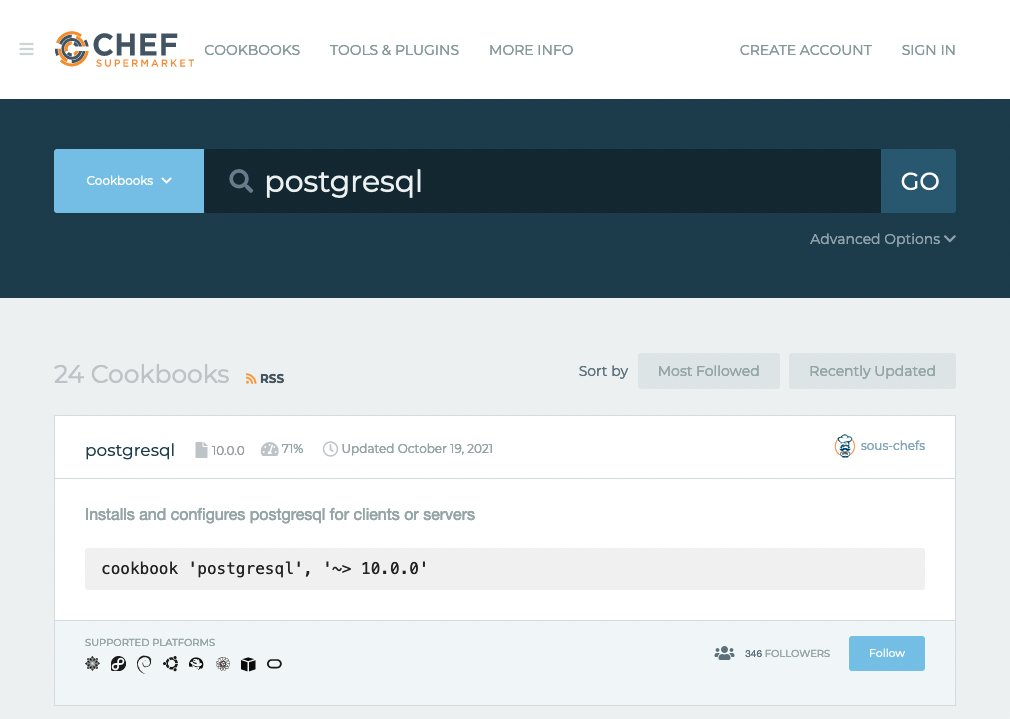 CHEF
SUPERMARKET
COOKBOOKS TOOLS & PLUGINS MORE INFO CREATE ACCOUNT SIGN IN
Cookbooks postgresql GO
Advanced Options
24 Cookbooks RSS Sort by Most Followed Recently Updated
postgresql 10.0.0 71% Updated October 19, 2021 sous-chefs
Installs and configures postgresql for clients or servers
cookbook 'postgresql', '~> 10.0.0'
SUPPORTED PLATFORMS
346 FOLLOWERS Follow